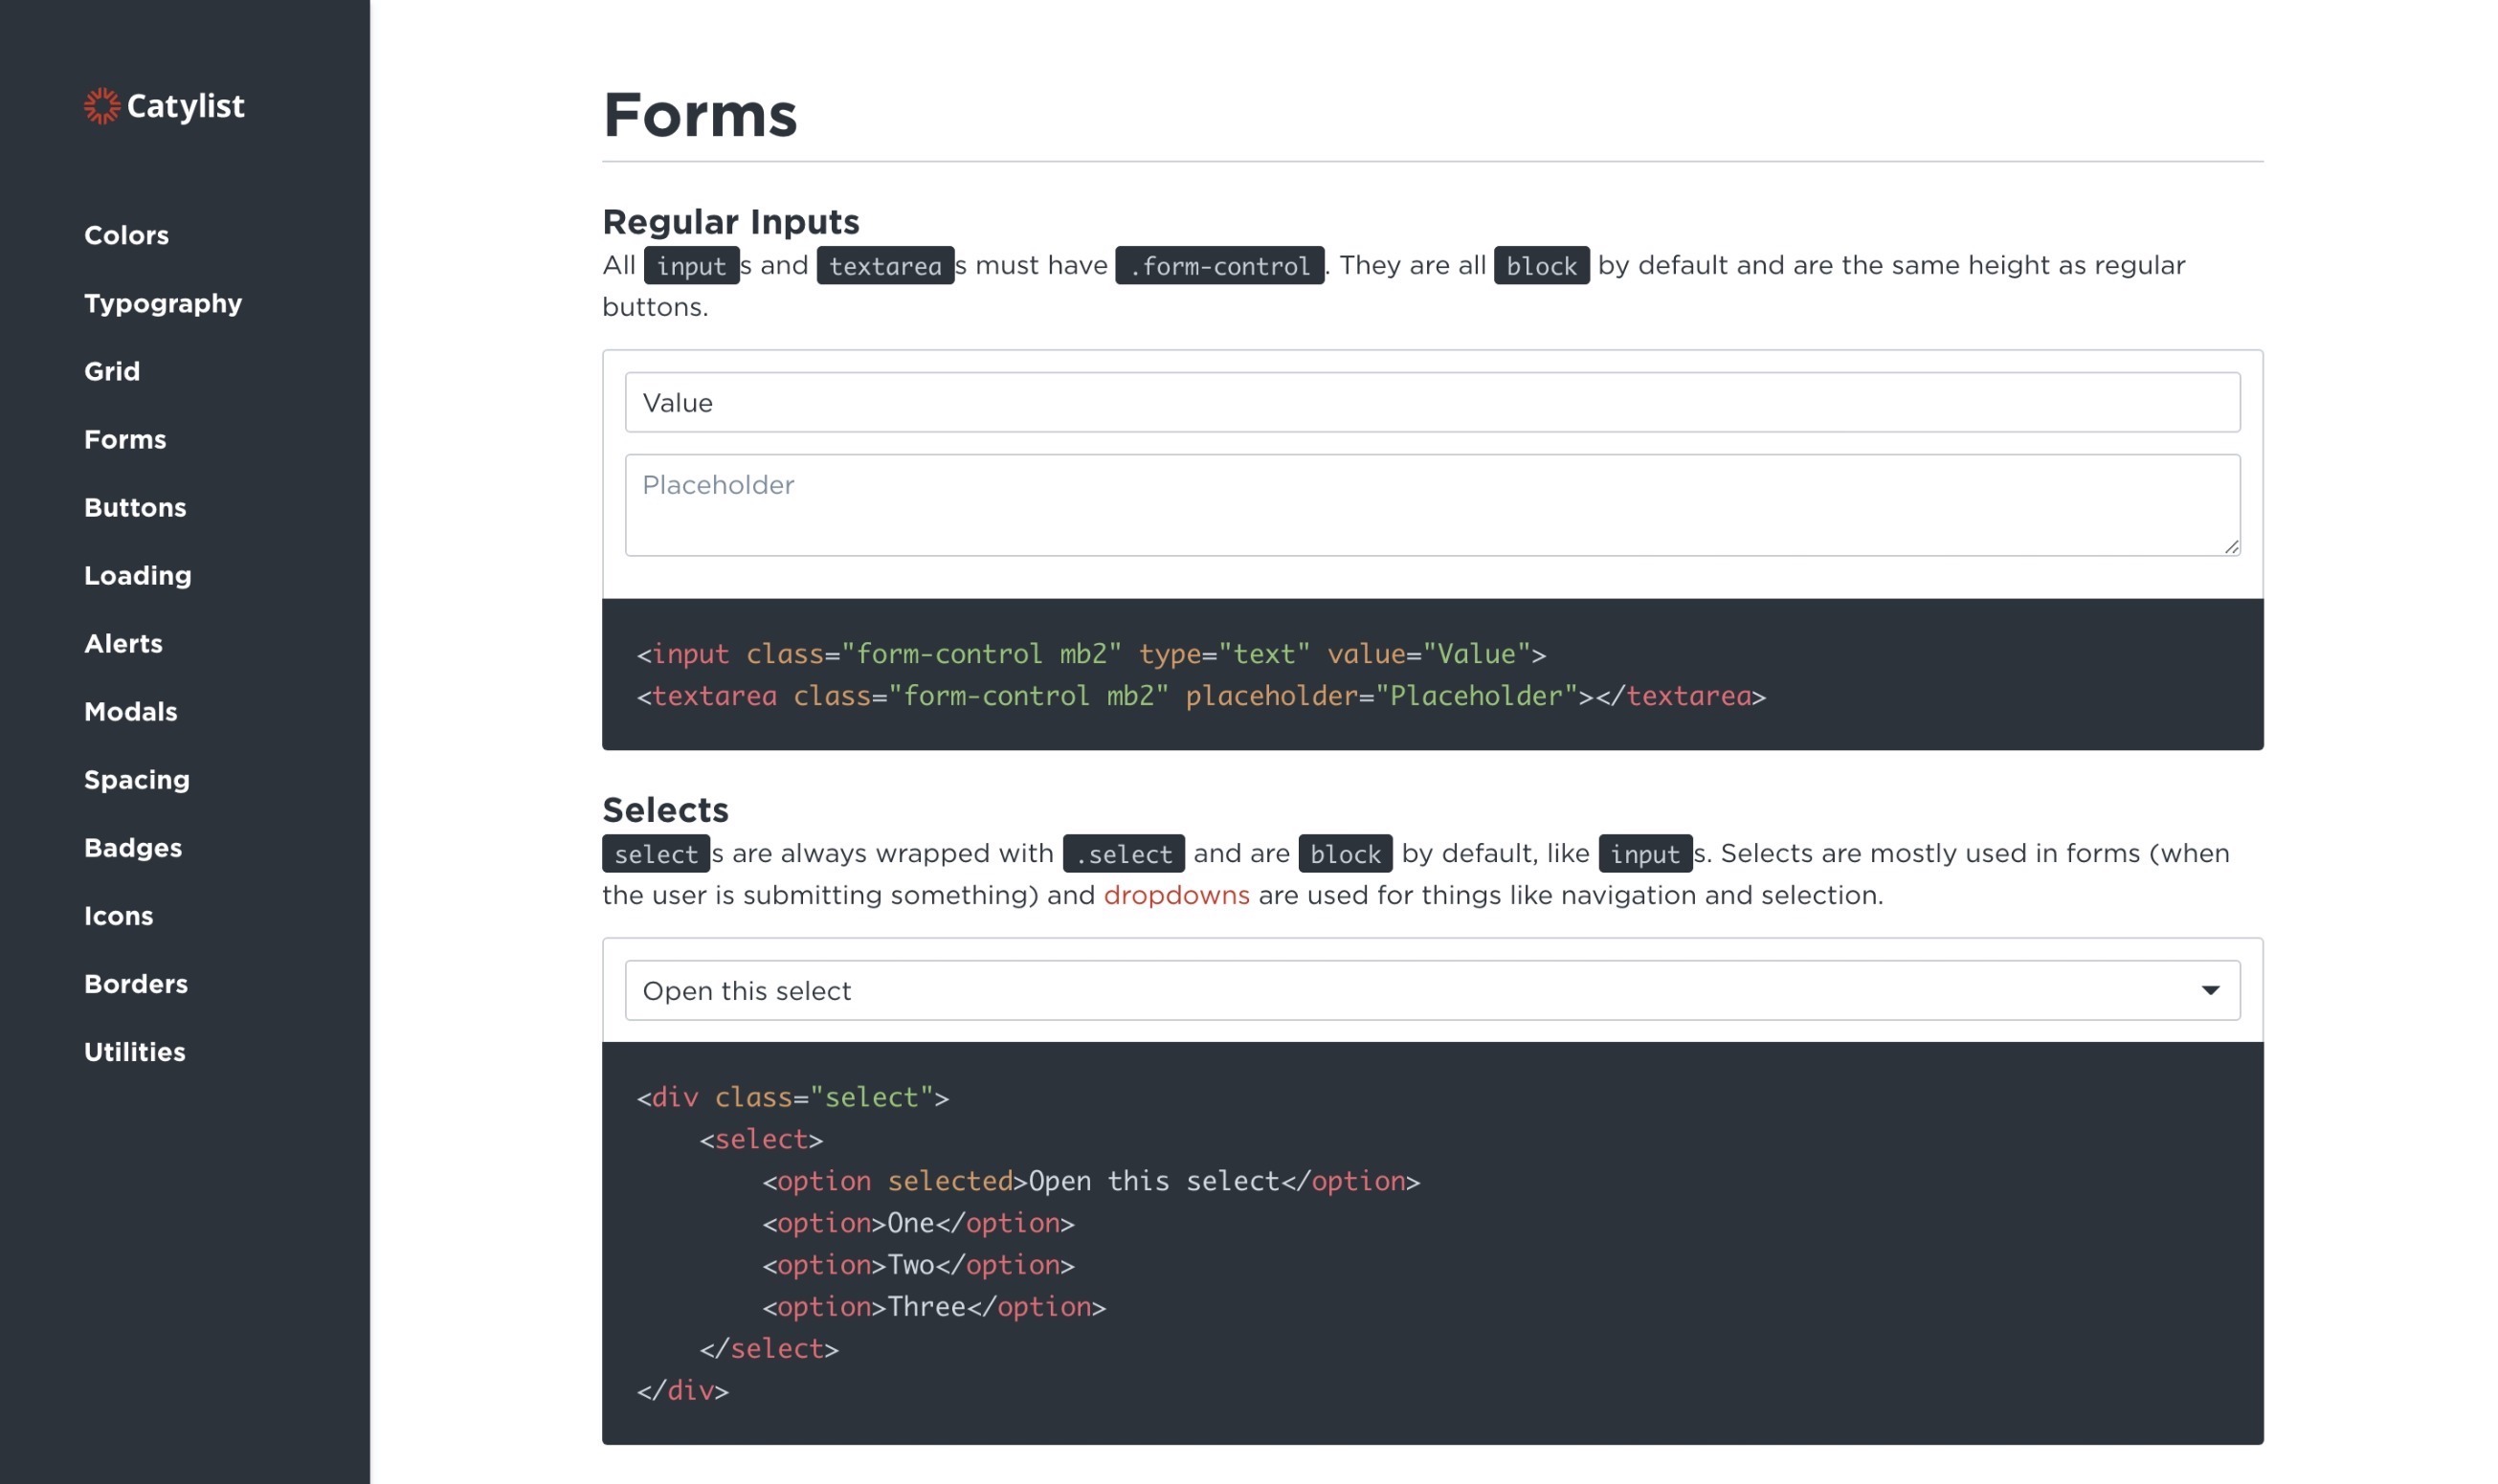 Catylist
Colors
Typography
Grid
Forms
Buttons
Loading
Alerts
Modals
Spacing
Badges
Icons
Borders
Utilities
Forms
Regular Inputs
All input s and textarea s must have .form-control . They are all block by default and are the same height as regular
buttons.
Value
Placeholder
<input class="form-control mb2" type="text" value="Value">
<textarea class="form-control mb2" placeholder="Placeholder"></textarea>
Selects
select s are always wrapped with .select and are block by default, like input s. Selects are mostly used in forms (when
the user is submitting something) and dropdowns are used for things like navigation and selection.
Open this select
<div class="select">
    <select>
        <option selected>Open this select</option>
        <option>One</option>
        <option>Two</option>
        <option>Three</option>
    </select>
</div>